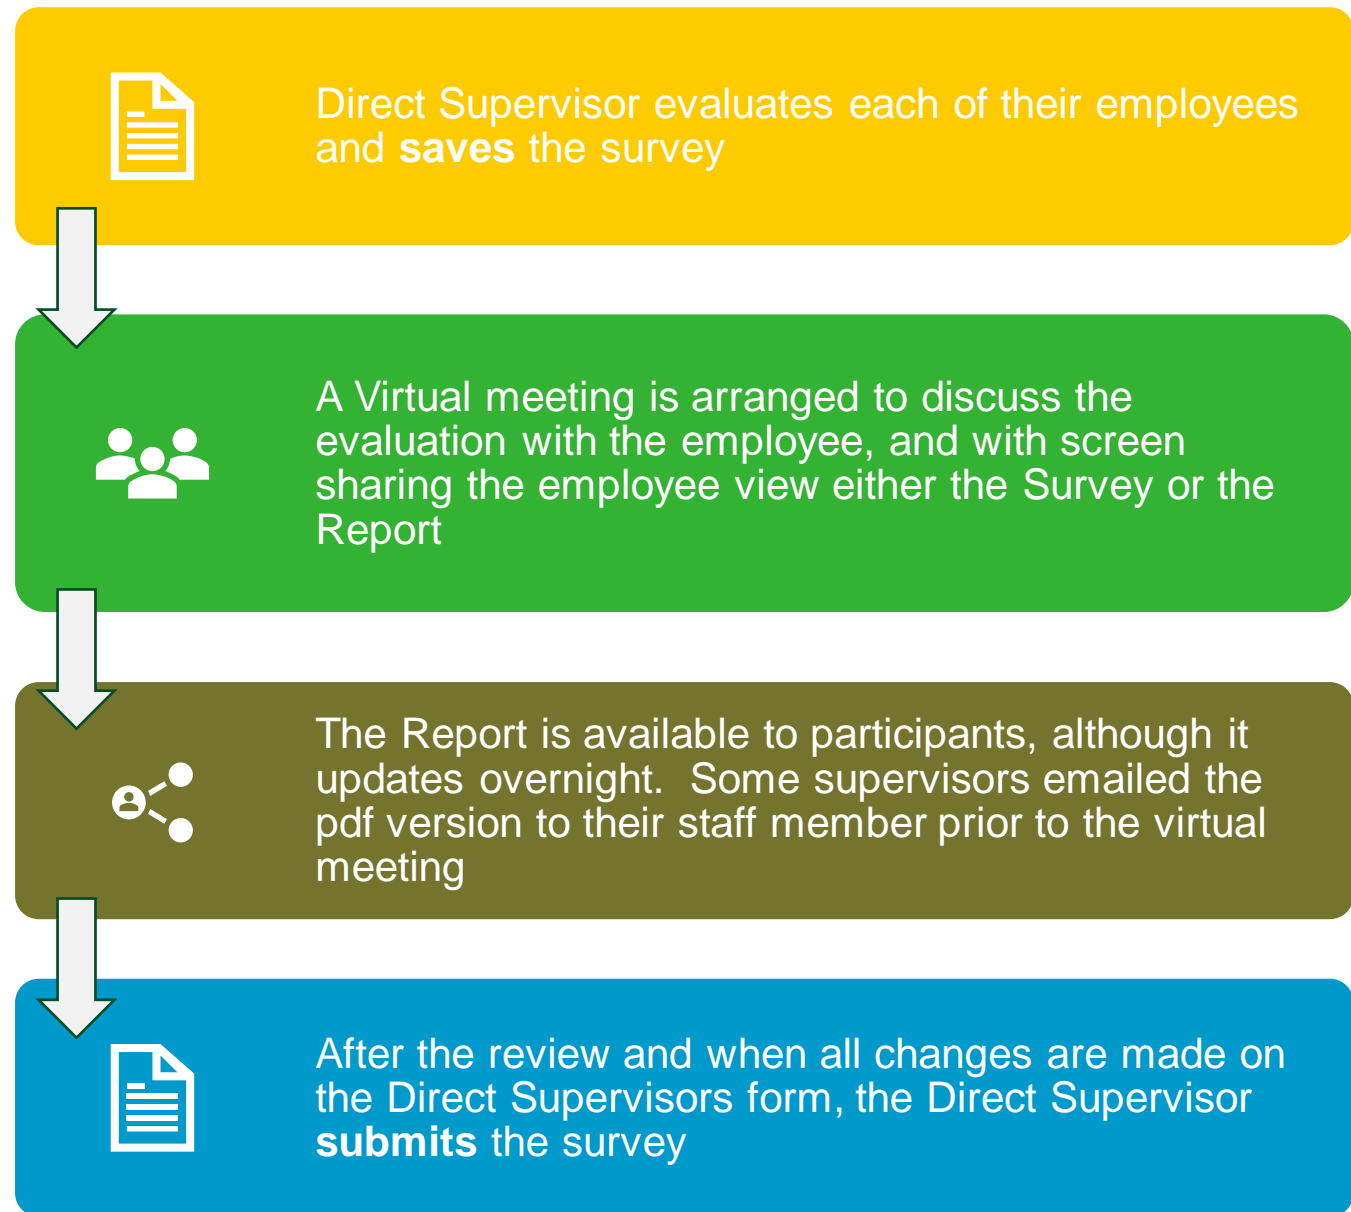 Direct Supervisor evaluates each of their employees
and saves the survey
A Virtual meeting is arranged to discuss the
evaluation with the employee, and with screen
sharing the employee view either the Survey or the
Report
The Report is available to participants, although it
updates overnight.  Some supervisors emailed the
pdf version to their staff member prior to the virtual
meeting
After the review and when all changes are made on
the Direct Supervisors form, the Direct Supervisor
submits the survey